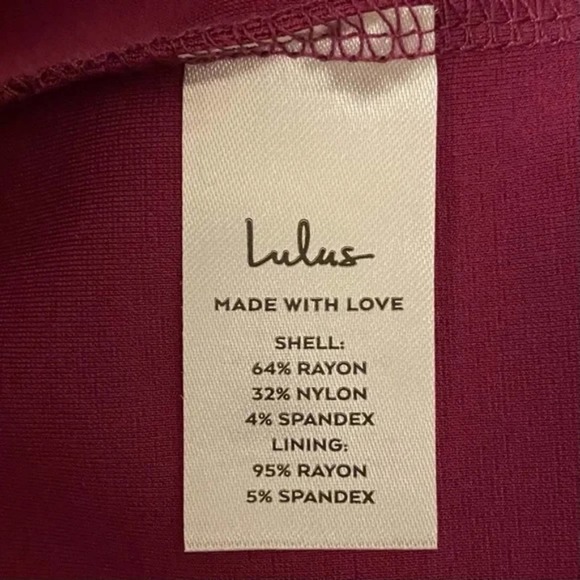 Lulus
MADE WITH LOVE
SHELL:
64% RAYON
32% NYLON
4% SPANDEX
LINING:
95% RAYON
5% SPANDEX